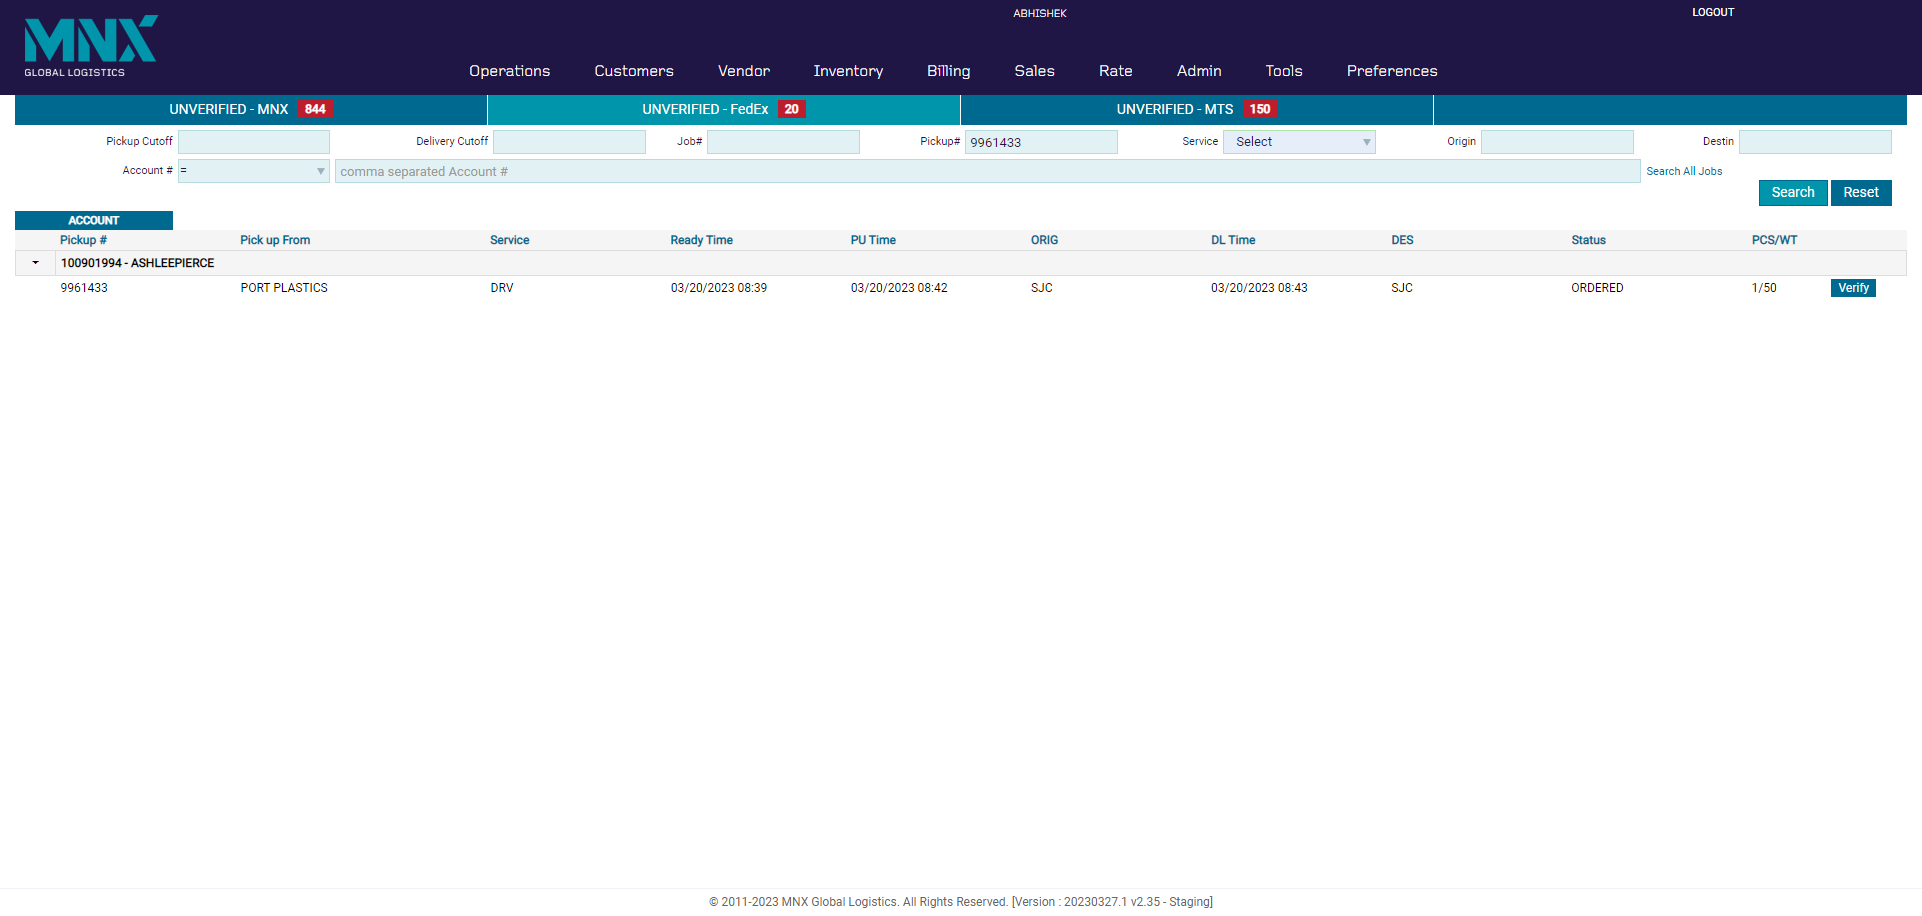 MNX
GLOBAL LOGISTICS
ABHISHEK
LOGOUT
Operations Customers Vendor Inventory Billing Sales Rate Admin Tools Preferences
UNVERIFIED - MNX 844 UNVERIFIED - FedEx 20 UNVERIFIED - MTS 150
Pickup Cutoff Delivery Cutoff Job# Pickup# 9961433 Service Select Origin Destin
Account # = comma separated Account # Search All Jobs
Search Reset
ACCOUNT
Pickup # Pick up From Service Ready Time PU Time ORIG DL Time DES Status PCS/WT
100901994 - ASHLEEPIERCE
9961433 PORT PLASTICS DRV 03/20/2023 08:39 03/20/2023 08:42 SJC 03/20/2023 08:43 SJC ORDERED 1/50 Verify
© 2011-2023 MNX Global Logistics. All Rights Reserved. [Version : 20230327.1 v2.35 - Staging]